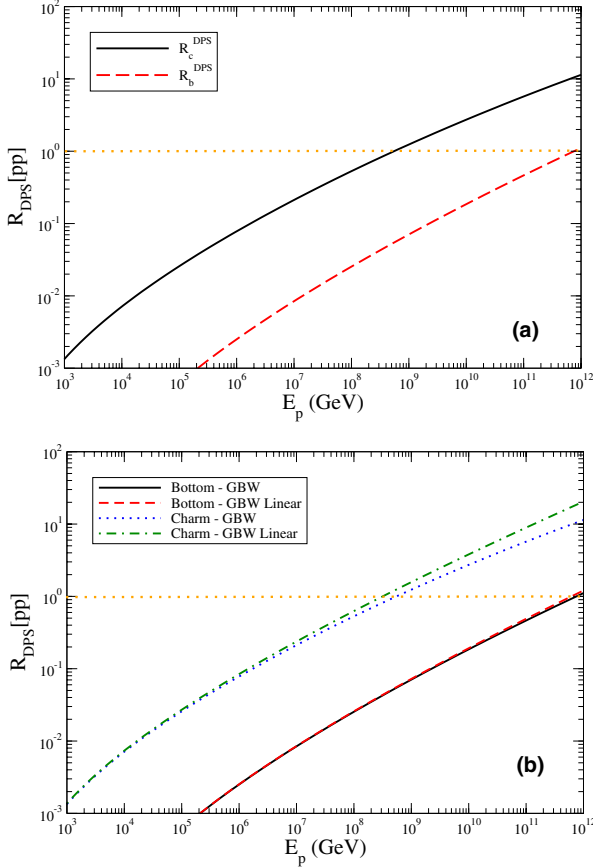 R_c^DPS
R_b^DPS
R_DPS[pp]
10^2
10^1
10^0
10^-1
10^-2
10^-3
(a)
10^3 10^4 10^5 10^6 10^7 10^8 10^9 10^10 10^11 10^12
E_p (GeV)
Bottom - GBW
Bottom - GBW Linear
Charm - GBW
Charm - GBW Linear
R_DPS[pp]
10^2
10^1
10^0
10^-1
10^-2
10^-3
(b)
10^3 10^4 10^5 10^6 10^7 10^8 10^9 10^10 10^11 10^12
E_p (GeV)